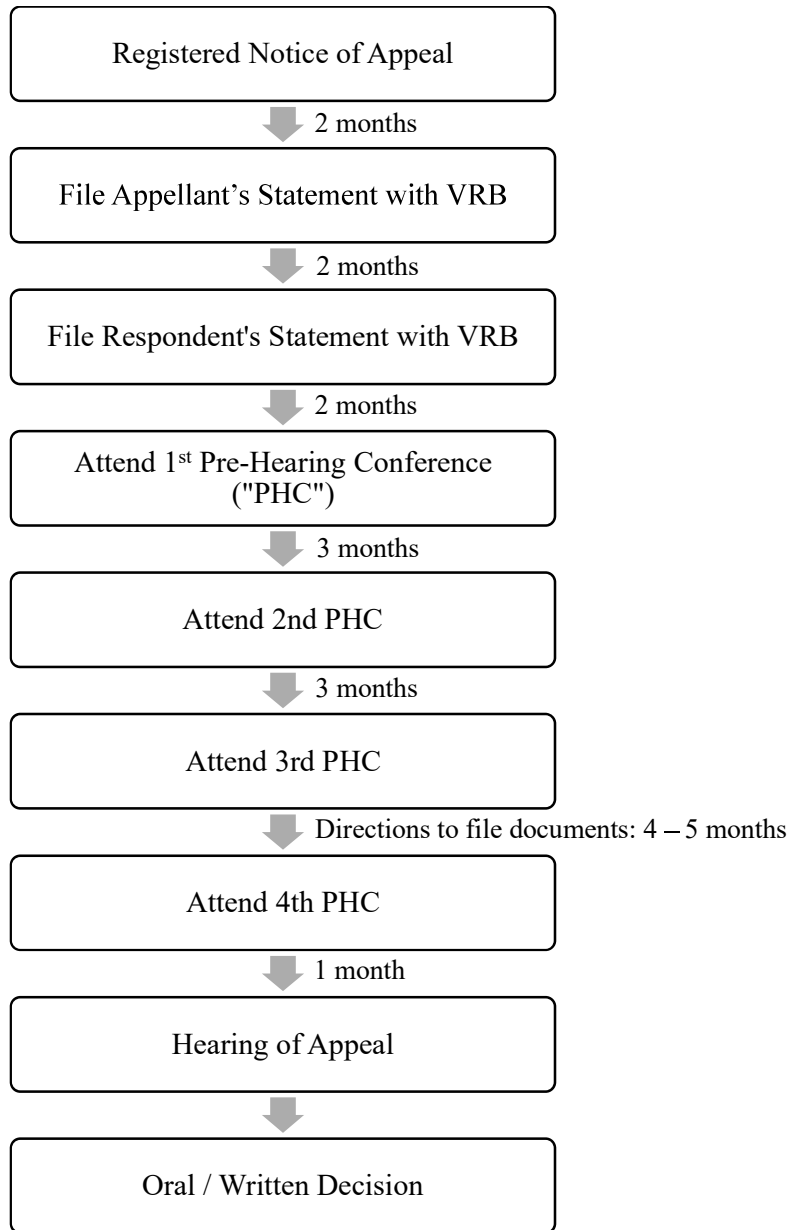 Registered Notice of Appeal
2 months
File Appellant’s Statement with VRB
2 months
File Respondent's Statement with VRB
2 months
Attend 1st Pre-Hearing Conference
("PHC")
3 months
Attend 2nd PHC
3 months
Attend 3rd PHC
Directions to file documents: 4 – 5 months
Attend 4th PHC
1 month
Hearing of Appeal
Oral / Written Decision